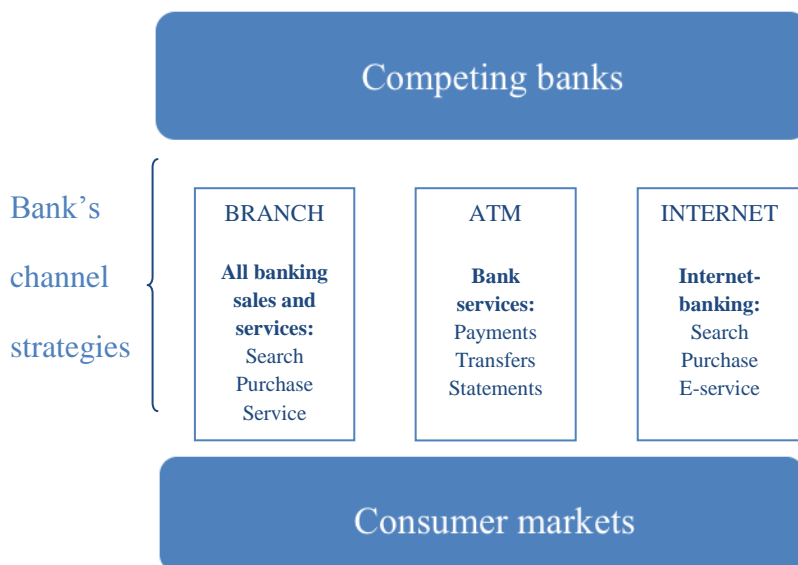 Competing banks
Bank's
channel
strategies
BRANCH
All banking
sales and
services:
Search
Purchase
Service
ATM
Bank
services:
Payments
Transfers
Statements
INTERNET
Internet-
banking:
Search
Purchase
E-service
Consumer markets